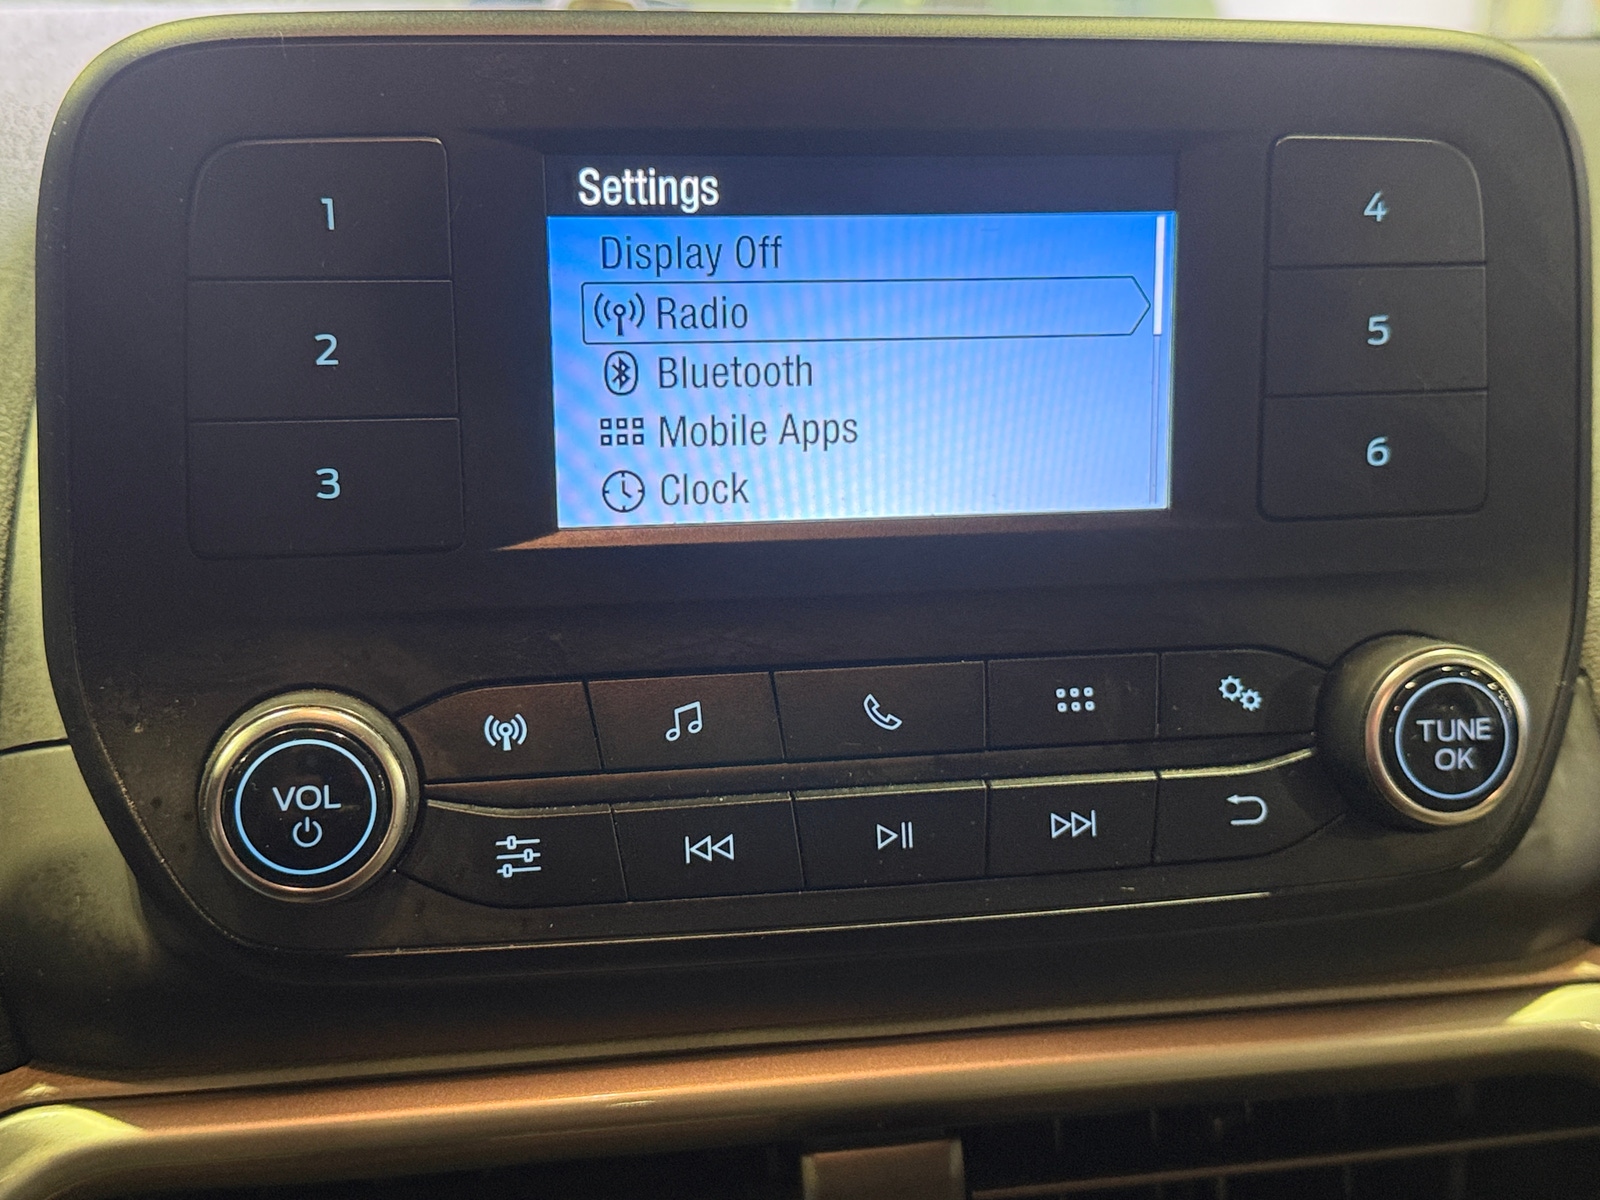 Settings
Display Off
Radio
Bluetooth
Mobile Apps
Clock
1
2
3
4
5
6
VOL
TUNE
OK